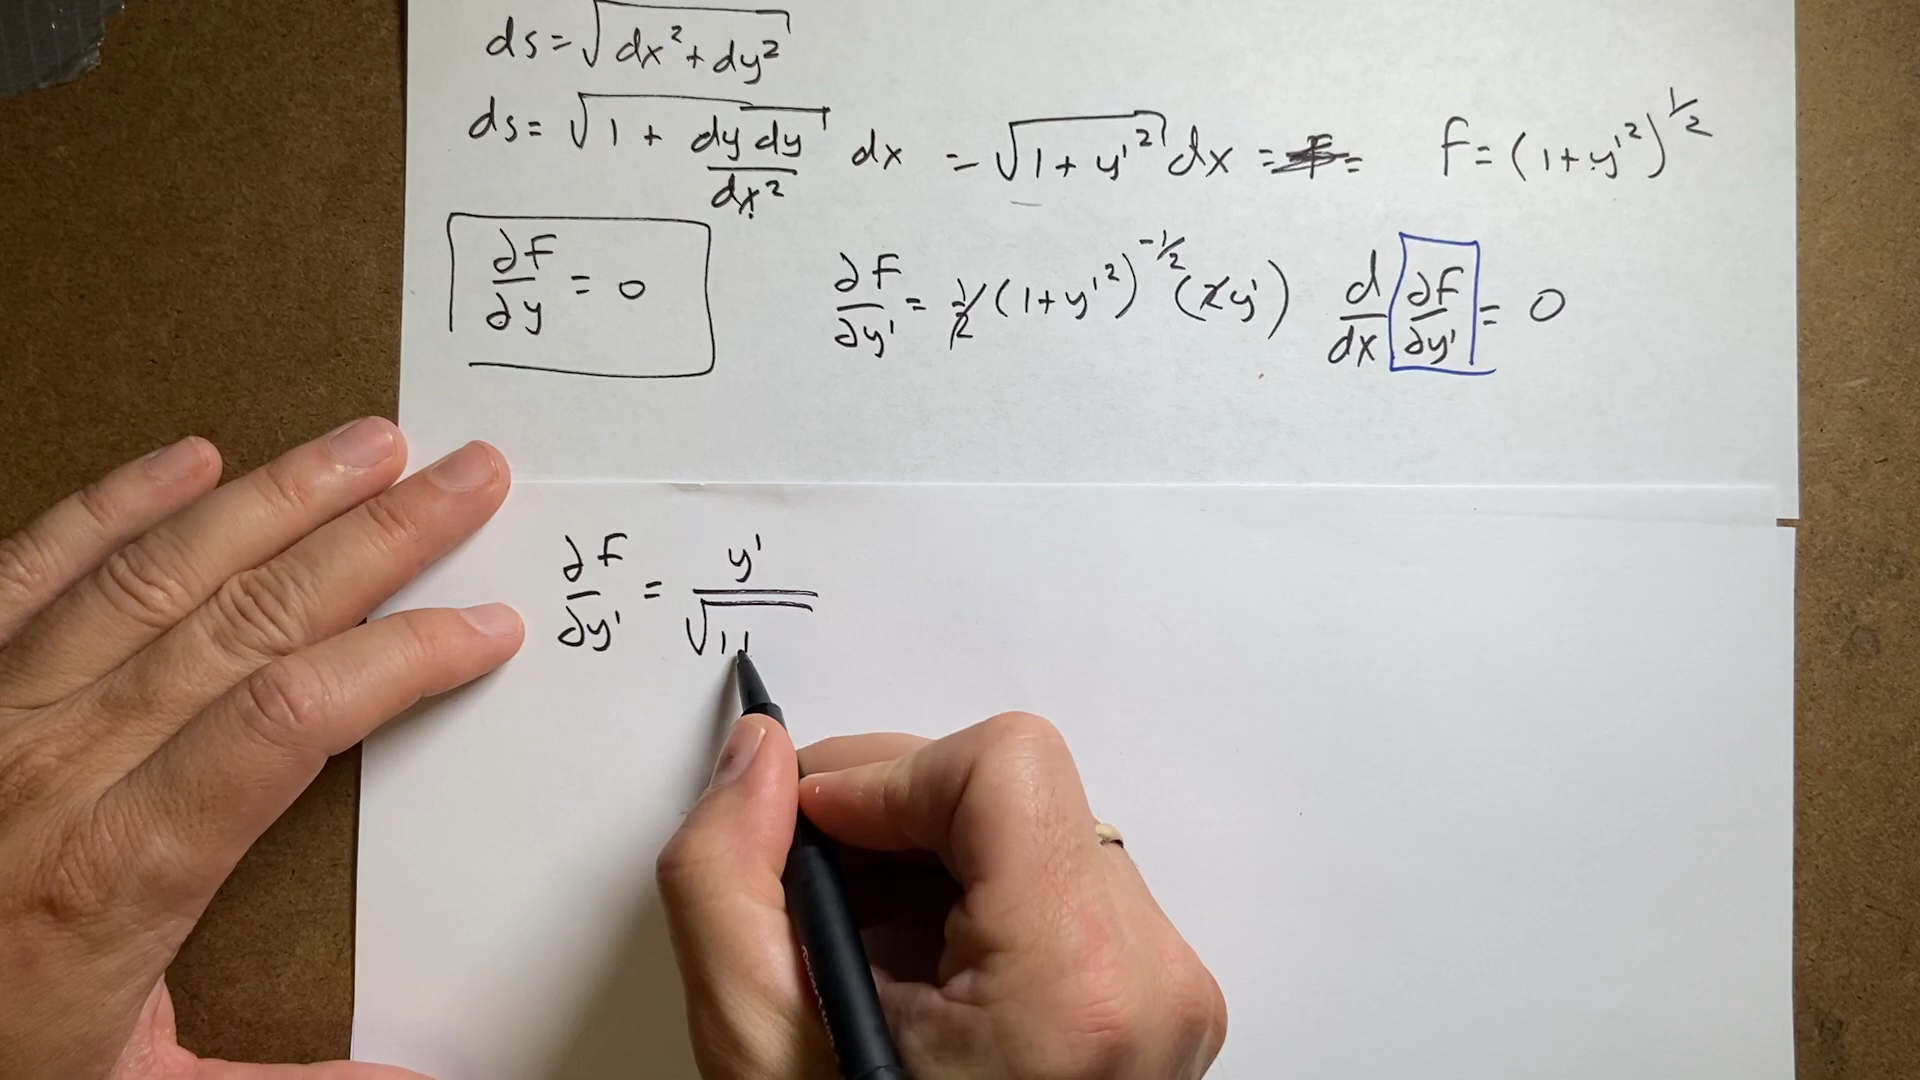 ds = √(dx² + dy²)
ds = √(1 + dy dy / dx²) dx = √(1 + y'²) dx = F = F = (1 + y'²)^1/2
∂F/∂y = 0 ∂F/∂y' = 1/2 (1 + y'²)^-1/2 (2y') d/dx ∂F/∂y' = 0
∂F/∂y' = y' / √1